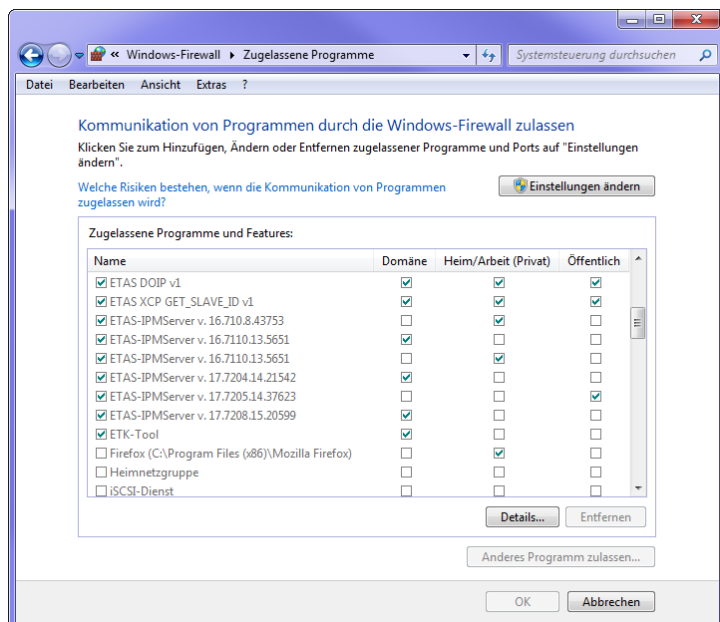 « Windows-Firewall Zugelassene Programme Systemsteuerung durchsuchen
Datei Bearbeiten Ansicht Extras ?
Kommunikation von Programmen durch die Windows-Firewall zulassen
Klicken Sie zum Hinzufügen, Ändern oder Entfernen zugelassener Programme und Ports auf "Einstellungen
ändern".
Welche Risiken bestehen, wenn die Kommunikation von Programmen
zugelassen wird?
Einstellungen ändern
Zugelassene Programme und Features:
Name Domäne Heim/Arbeit (Privat) Öffentlich
ETAS DOIP v1
ETAS XCP GET_SLAVE_ID v1
ETAS-IPMServer v. 16.710.8.43753
ETAS-IPMServer v. 16.7110.13.5651
ETAS-IPMServer v. 16.7110.13.5651
ETAS-IPMServer v. 17.7204.14.21542
ETAS-IPMServer v. 17.7205.14.37623
ETAS-IPMServer v. 17.7208.15.20599
ETK-Tool
Firefox (C:\Program Files (x86)\Mozilla Firefox)
Heimnetzgruppe
iSCSI-Dienst
Details... Entfernen
Anderes Programm zulassen...
OK Abbrechen